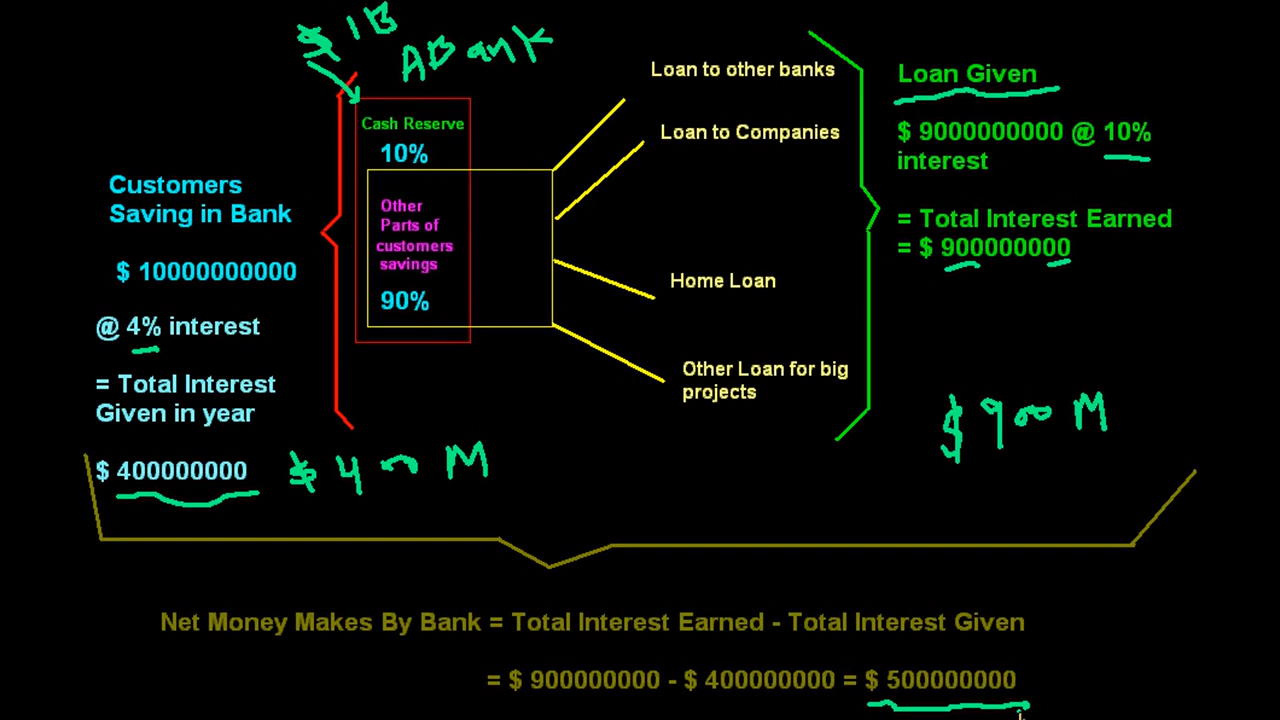 $ 1B
A Bank
Cash Reserve
10%
Other
Parts of
customers
savings
90%
Customers
Saving in Bank
$ 10000000000
@ 4% interest
= Total Interest
Given in year
$ 400000000
$ 400 M
Loan to other banks
Loan to Companies
Home Loan
Other Loan for big
projects
Loan Given
$ 9000000000 @ 10%
interest
= Total Interest Earned
= $ 900000000
$ 900 M
Net Money Makes By Bank = Total Interest Earned - Total Interest Given
= $ 900000000 - $ 400000000 = $ 500000000